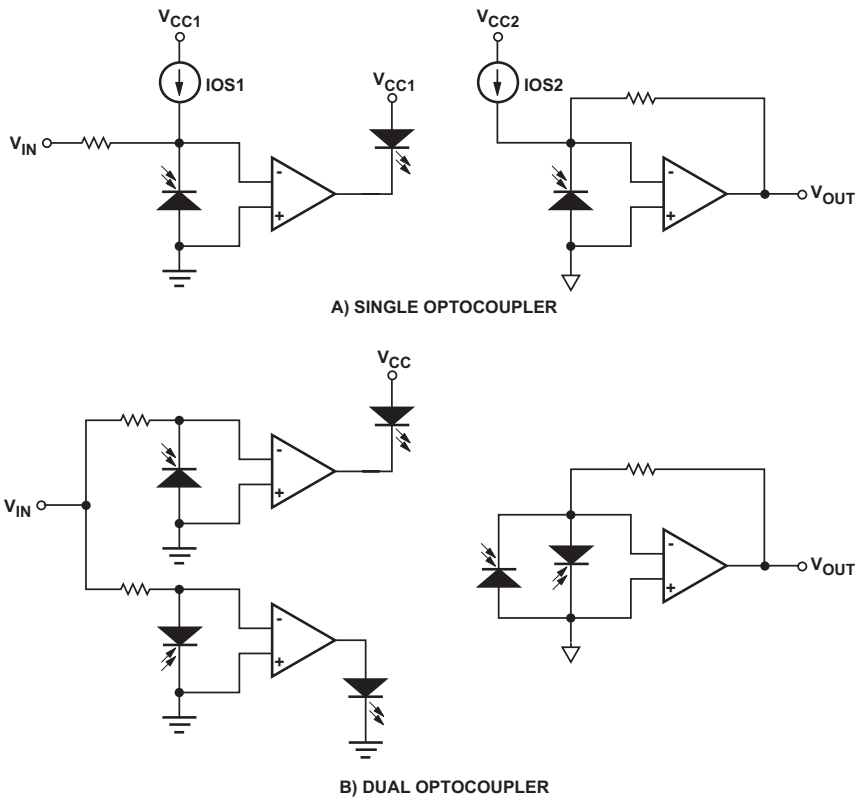 VCC1
IOS1
VCC1
VIN
-
+
VCC2
IOS2
-
+
VOUT
A) SINGLE OPTOCOUPLER
VCC
VIN
-
+
-
+
-
+
VOUT
B) DUAL OPTOCOUPLER